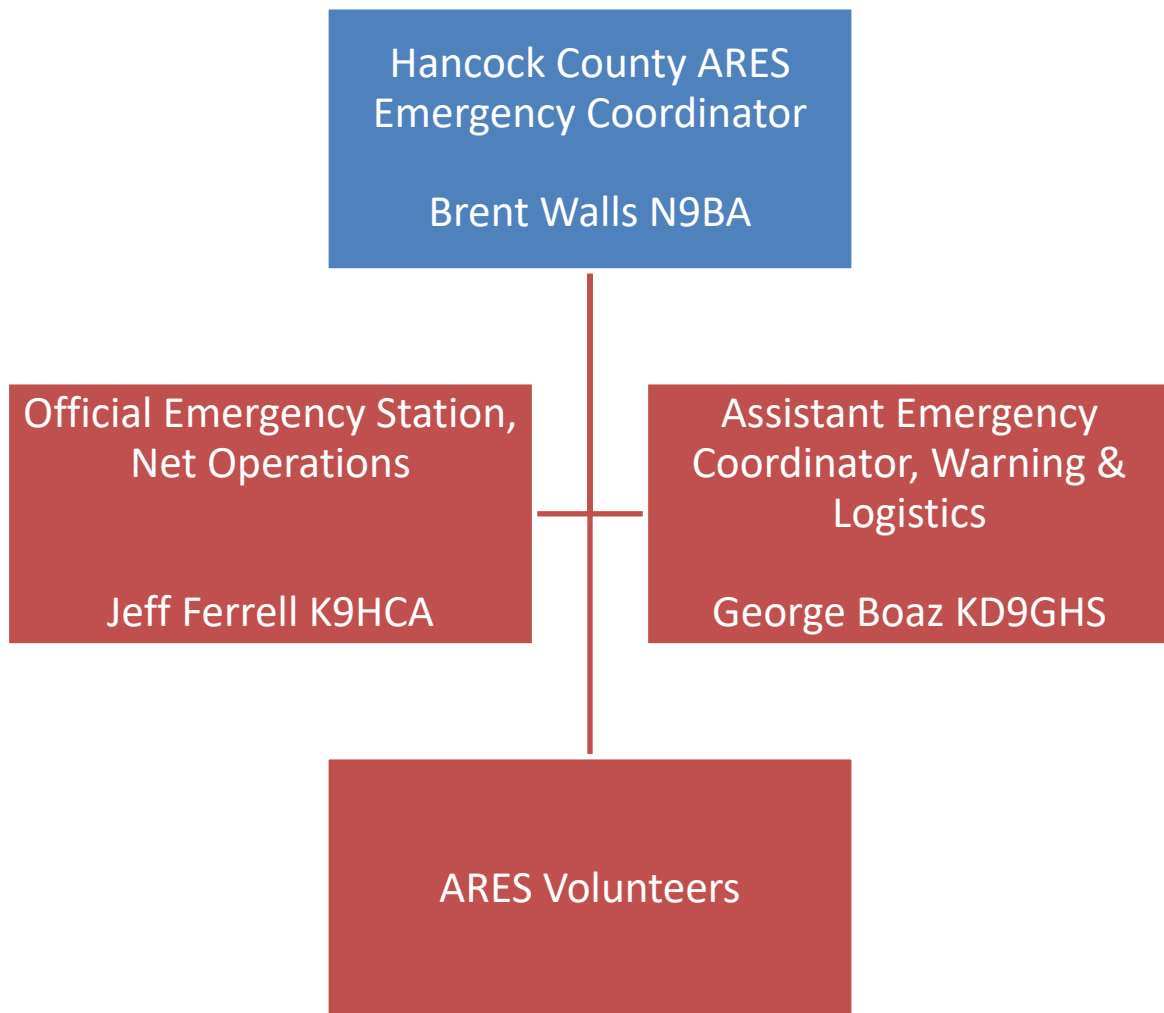 Hancock County ARES
Emergency Coordinator
Brent Walls N9BA
Official Emergency Station,
Net Operations
Jeff Ferrell K9HCA
Assistant Emergency
Coordinator, Warning &
Logistics
George Boaz KD9GHS
ARES Volunteers